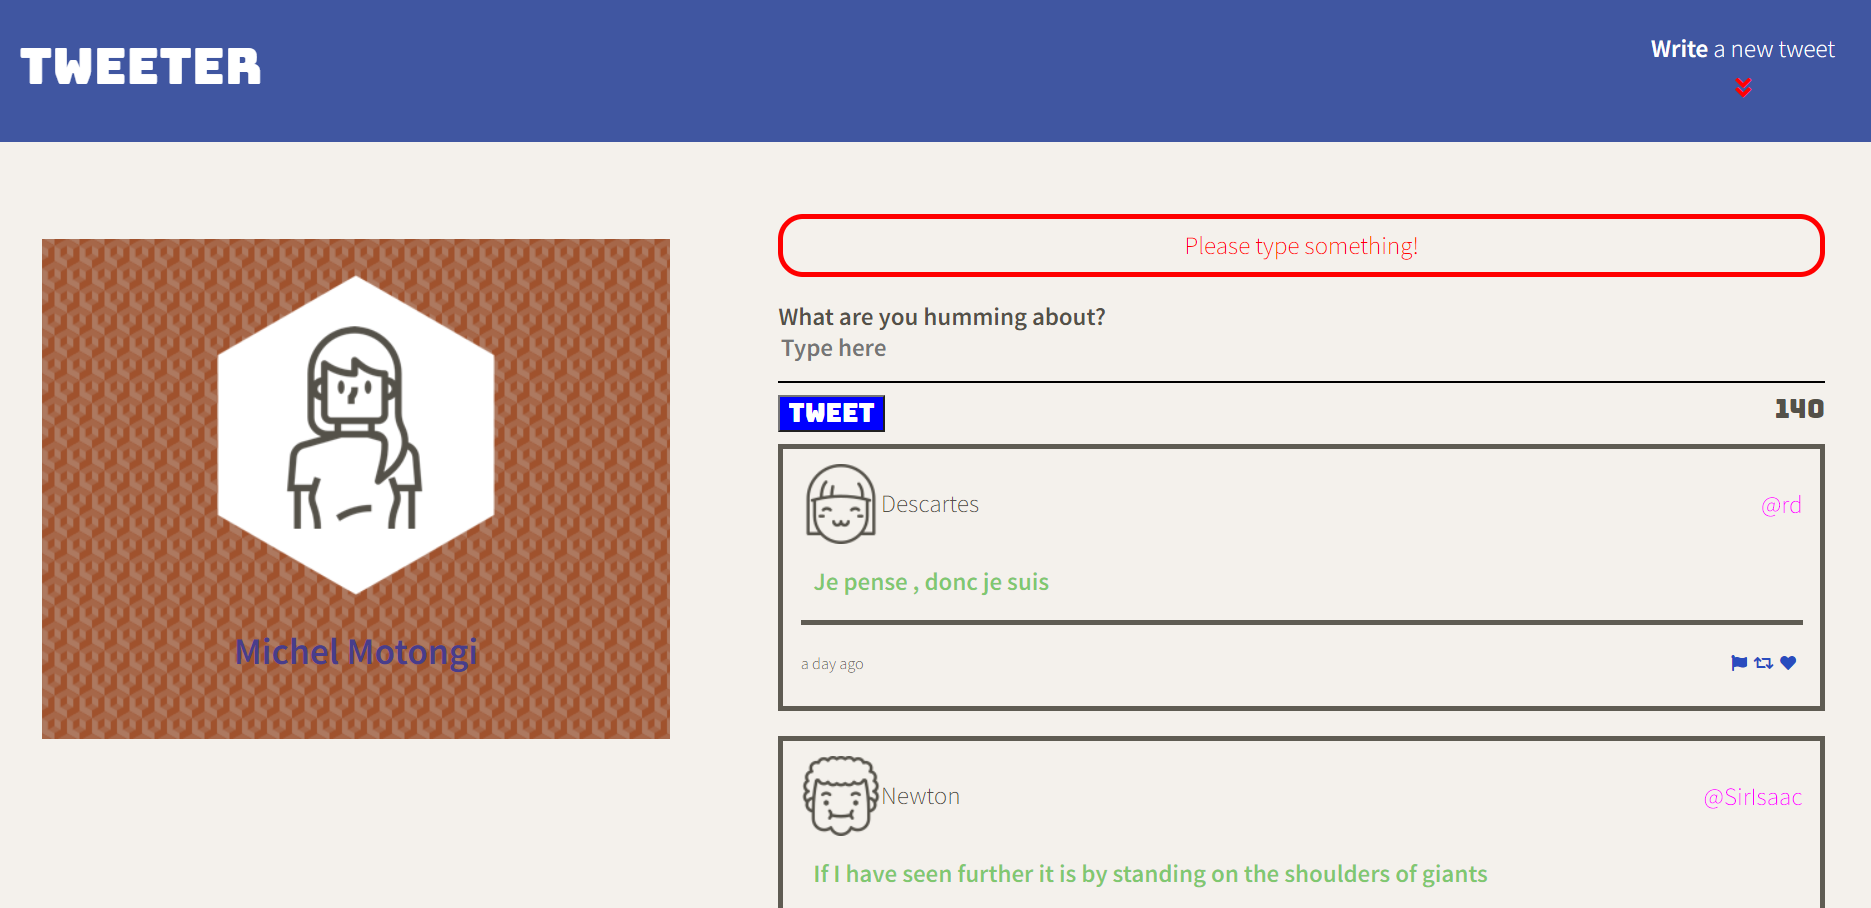 TWEETER
Write a new tweet
Michel Motongi
Please type something!
What are you humming about?
Type here
TWEET
140
Descartes
@rd
Je pense , donc je suis
a day ago
Newton
@SirIsaac
If I have seen further it is by standing on the shoulders of giants